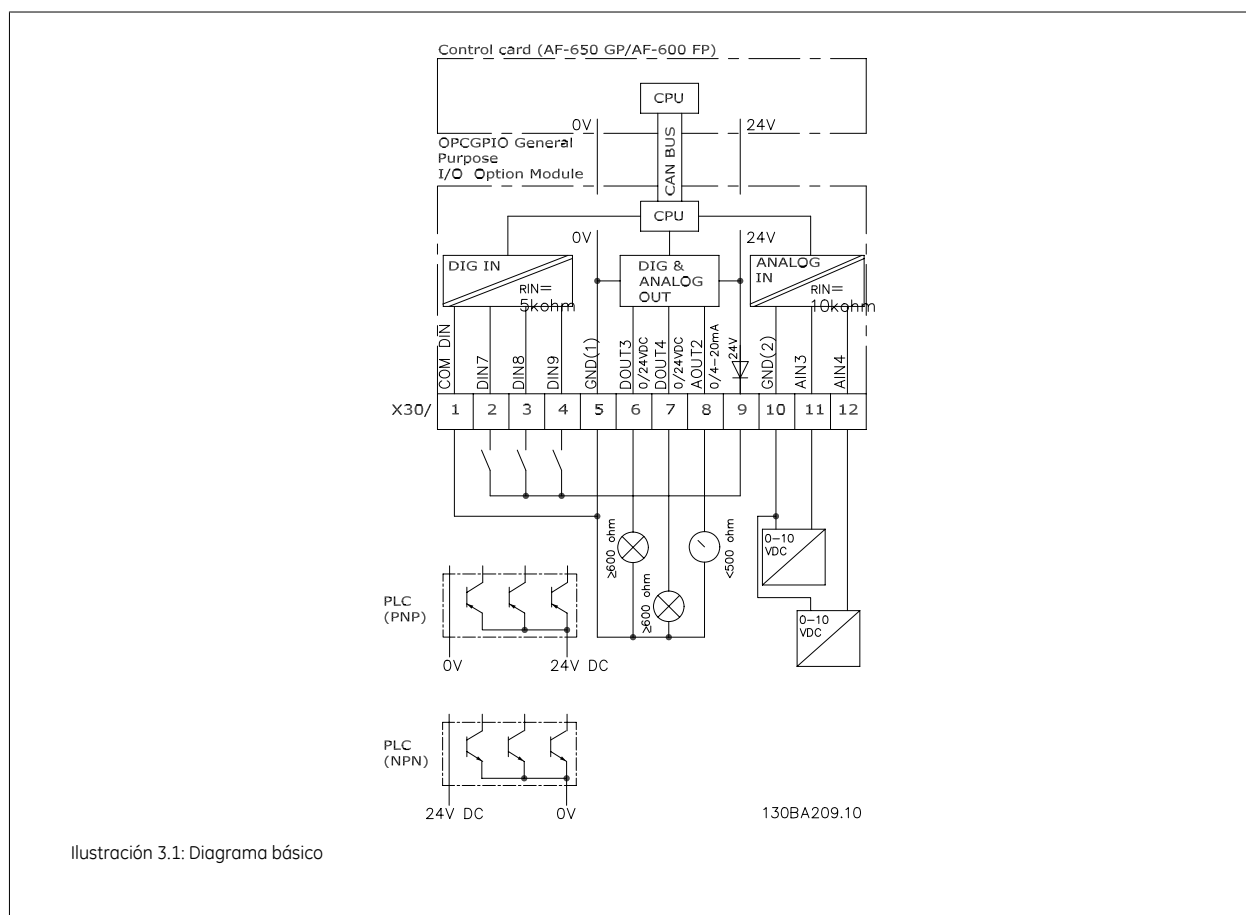 Control card (AF-650 GP/AF-600 FP)
CPU
0V
24V
OPCGPIO General
Purpose
I/O Option Module
CAN BUS
CPU
0V
24V
DIG IN
RIN=
5kohm
DIG &
ANALOG
OUT
ANALOG
IN
RIN=
10kohm
COM DIN
DIN7
DIN8
DIN9
GND(1)
DOUT3
0/24VDC
DOUT4
0/24VDC
AOUT2
0/4-20mA
24V
GND(2)
AIN3
AIN4
X30/
1
2
3
4
5
6
7
8
9
10
11
12
≥600 ohm
≥600 ohm
<500 ohm
0-10
VDC
0-10
VDC
PLC
(PNP)
0V
24V DC
PLC
(NPN)
24V DC
0V
130BA209.10
Ilustración 3.1: Diagrama básico